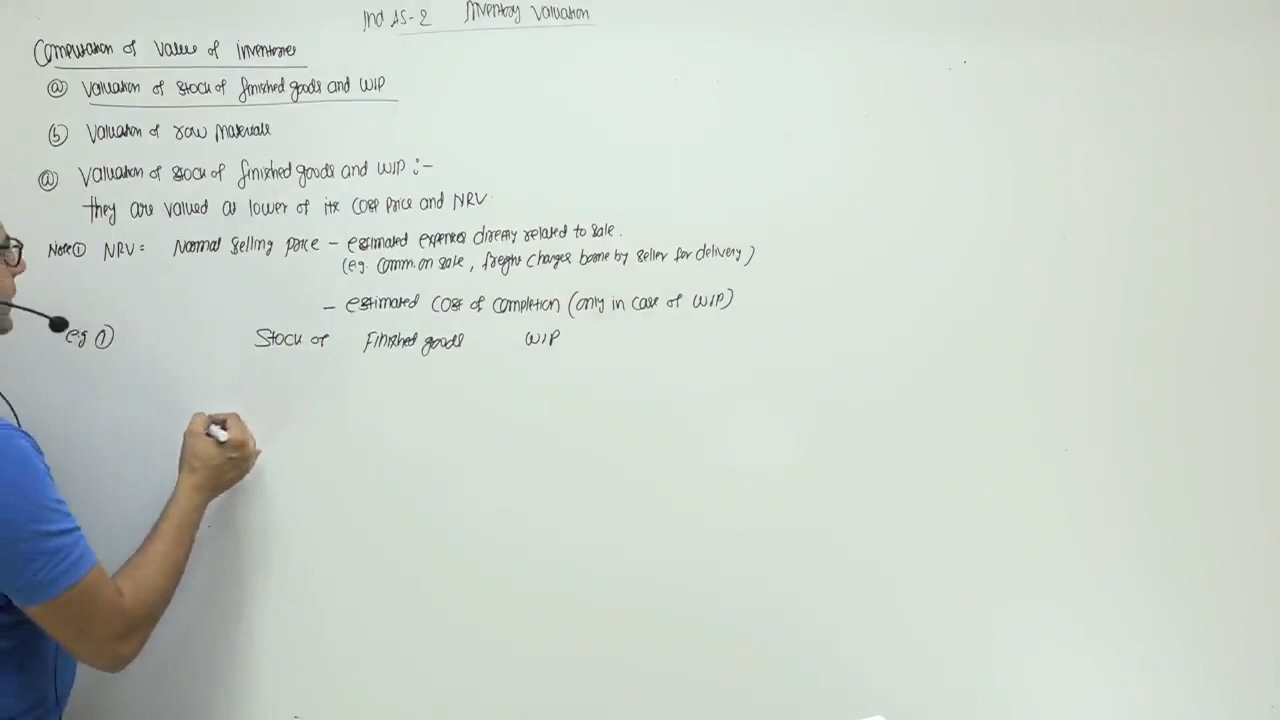 Ind AS-2 Inventory Valuation
Computation of Value of inventories
ⓐ Valuation of Stock of finished goods and WIP
ⓑ Valuation of raw materials
ⓐ Valuation of Stock of finished goods and WIP :-
they are valued at lower of its cost price and NRV.
Note① NRV = Normal Selling price - estimated expenses directly related to sale.
(eg. Comm. on sale, freight charges borne by seller for delivery)
- estimated cost of completion (only in case of WIP)
eg ① Stock of Finished goods WIP